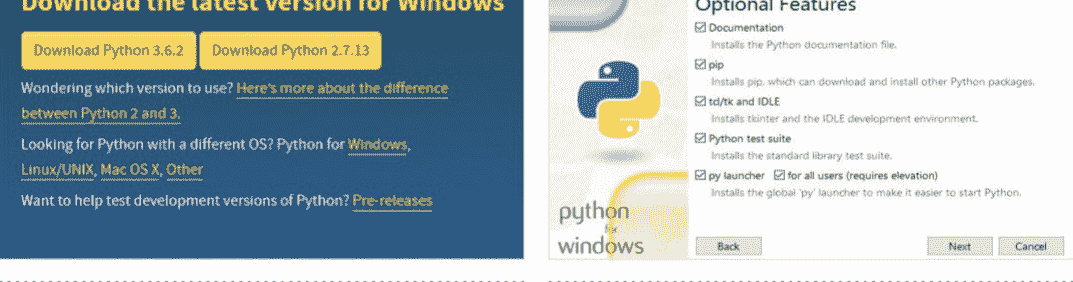 Download the latest version for Windows
Download Python 3.6.2 Download Python 2.7.13
Wondering which version to use? Here's more about the difference
between Python 2 and 3.
Looking for Python with a different OS? Python for Windows,
Linux/UNIX, Mac OS X, Other
Want to help test development versions of Python? Pre-releases
Optional Features
Documentation
Installs the Python documentation file.
pip
Installs pip, which can download and install other Python packages.
tcl/tk and IDLE
Installs tkinter and the IDLE development environment.
Python test suite
Installs the standard library test suite.
py launcher for all users (requires elevation)
Installs the global 'py' launcher to make it easier to start Python.
python
for
windows
Back Next Cancel